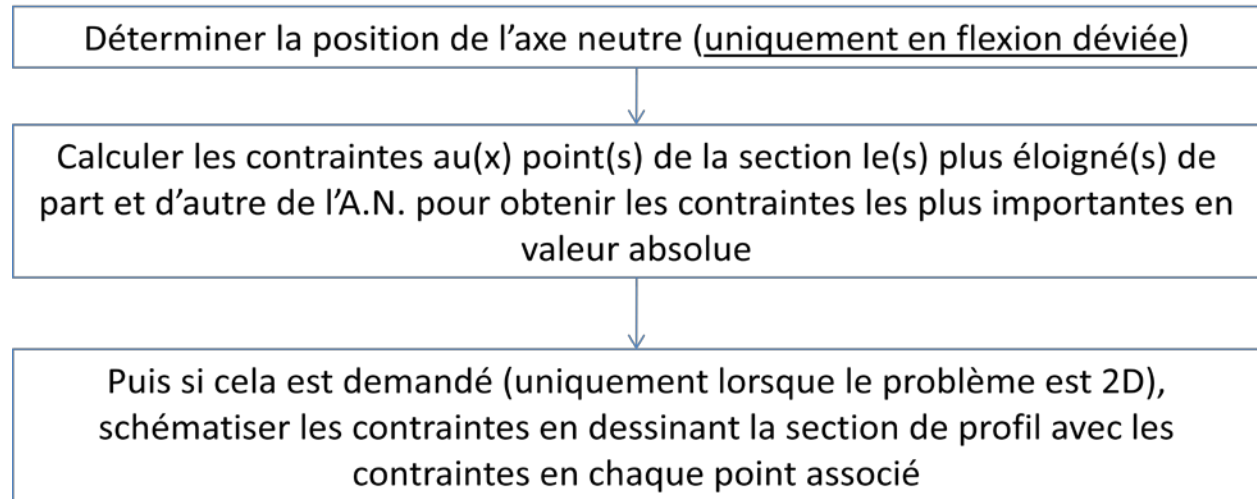 Déterminer la position de l’axe neutre (uniquement en flexion déviée)
Calculer les contraintes au(x) point(s) de la section le(s) plus éloigné(s) de
part et d’autre de l’A.N. pour obtenir les contraintes les plus importantes en
valeur absolue
Puis si cela est demandé (uniquement lorsque le problème est 2D),
schématiser les contraintes en dessinant la section de profil avec les
contraintes en chaque point associé